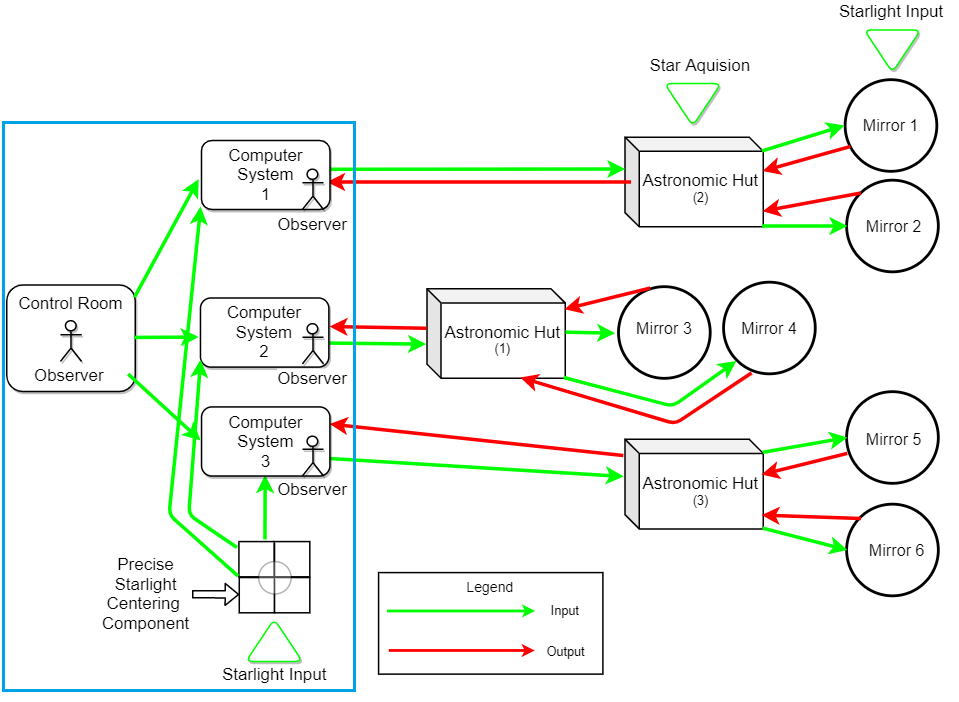 Starlight Input
Star Aquision
Mirror 1
Computer
System
1
Observer
Astronomic Hut
(2)
Mirror 2
Control Room
Observer
Computer
System
2
Observer
Astronomic Hut
(1)
Mirror 3
Mirror 4
Computer
System
3
Observer
Astronomic Hut
(3)
Mirror 5
Mirror 6
Precise
Starlight
Centering
Component
Starlight Input
Legend
Input
Output